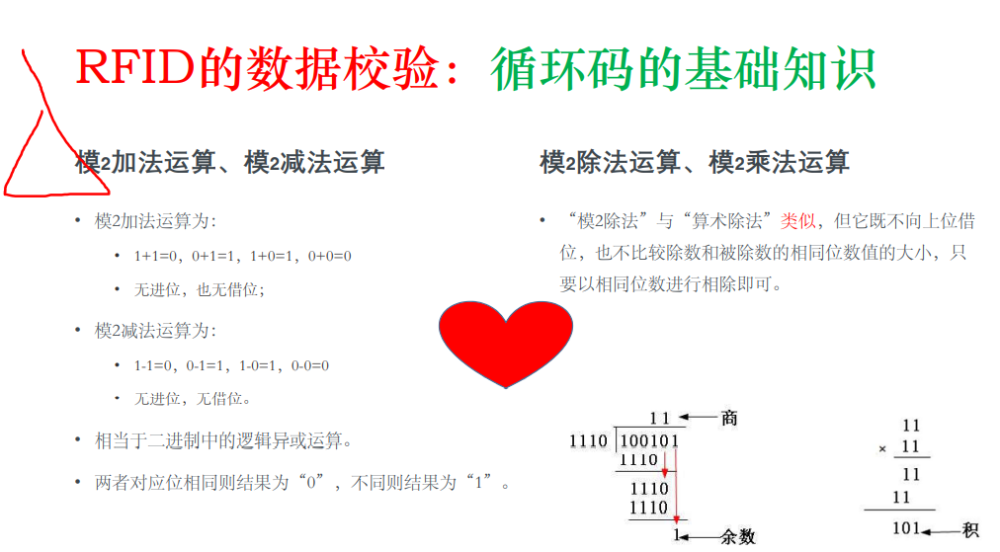 RFID的数据校验：循环码的基础知识
模2加法运算、模2减法运算
• 模2加法运算为：
• 1+1=0，0+1=1，1+0=1，0+0=0
• 无进位，也无借位；
• 模2减法运算为：
• 1-1=0，0-1=1，1-0=1，0-0=0
• 无进位，无借位。
• 相当于二进制中的逻辑异或运算。
• 两者对应位相同则结果为“0”，不同则结果为“1”。
模2除法运算、模2乘法运算
• “模2除法”与“算术除法”类似，但它既不向上位借
位，也不比较除数和被除数的相同位数值的大小，只
要以相同位数进行相除即可。
11 商
1110 100101
1110
1110
1110
1 余数
11
× 11
11
11
101 积